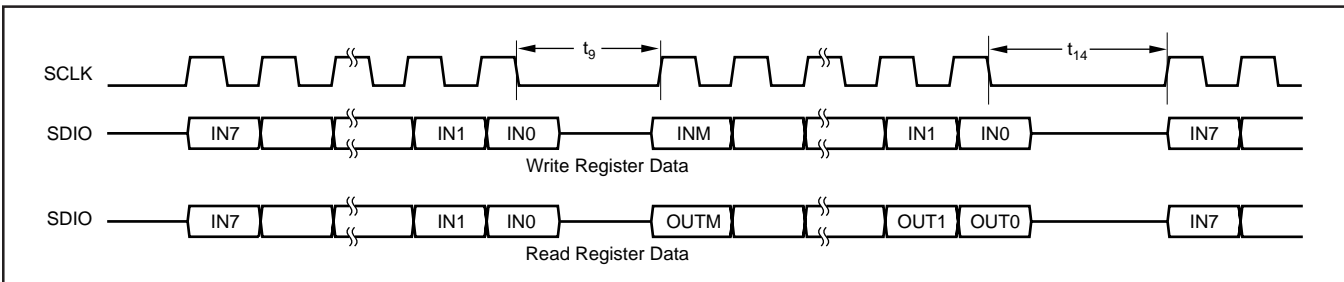 t9 t14
SCLK
SDIO IN7 IN1 IN0 INM IN1 IN0 IN7
Write Register Data
SDIO IN7 IN1 IN0 OUTM OUT1 OUT0 IN7
Read Register Data